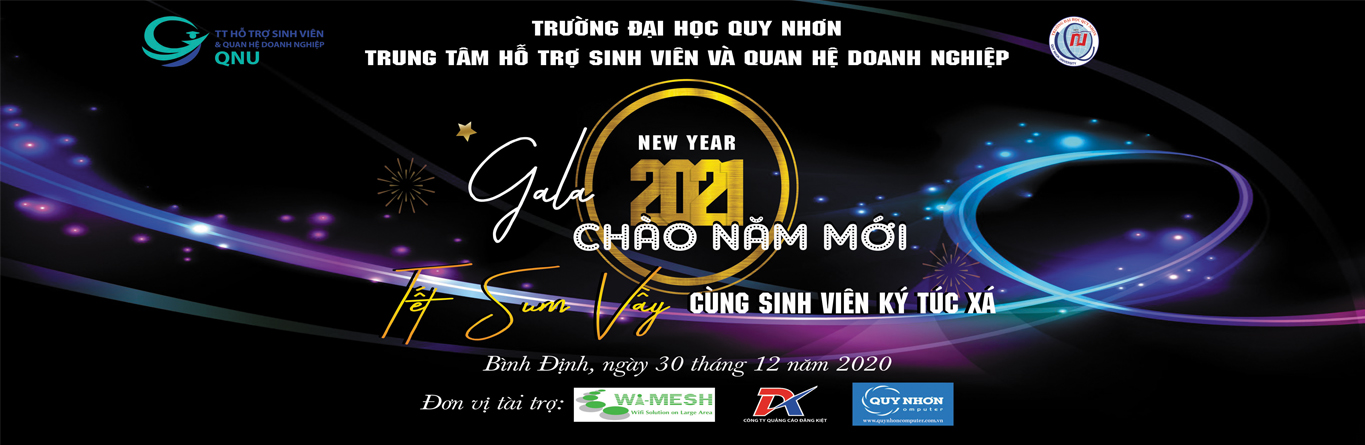 TT HỖ TRỢ SINH VIÊN
& QUAN HỆ DOANH NGHIỆP
QNU
TRƯỜNG ĐẠI HỌC QUY NHƠN
TRUNG TÂM HỖ TRỢ SINH VIÊN VÀ QUAN HỆ DOANH NGHIỆP
NEW YEAR
2021
Gala
CHÀO NĂM MỚI
Tết Sum Vầy CÙNG SINH VIÊN KÝ TÚC XÁ
Bình Định, ngày 30 tháng 12 năm 2020
Đơn vị tài trợ:
WI-MESH
Wifi Solution on Large Area
CÔNG TY QUẢNG CÁO ĐĂNG KIỆT
QUY NHƠN
computer
www.quynhoncomputer.com.vn